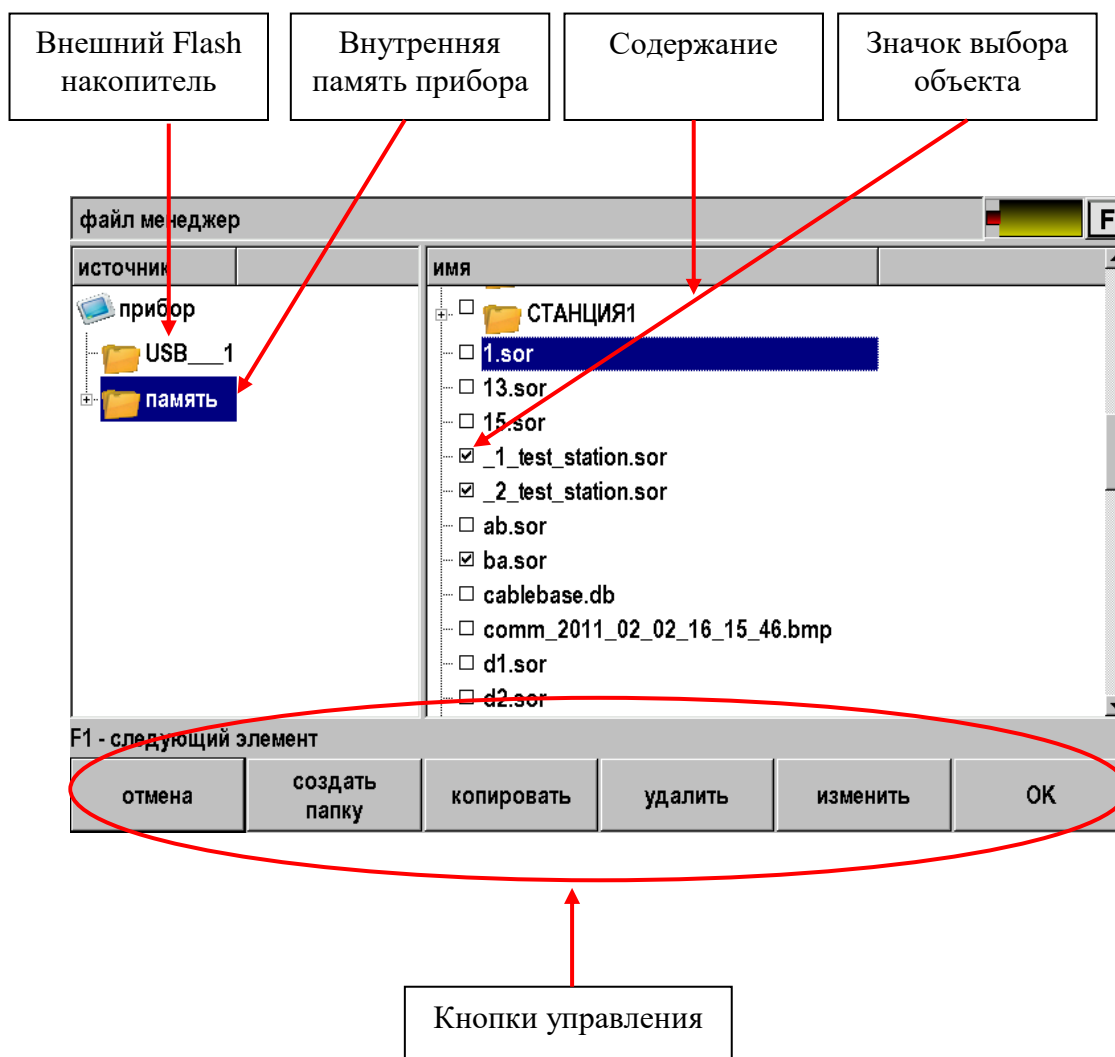 Внешний Flash
накопитель
Внутренняя
память прибора
Содержание
Значок выбора
объекта
файл менеджер
F
источник
имя
прибор
USB___1
память
СТАНЦИЯ1
1.sor
13.sor
15.sor
_1_test_station.sor
_2_test_station.sor
ab.sor
ba.sor
cablebase.db
comm_2011_02_02_16_15_46.bmp
d1.sor
d2.sor
F1 - следующий элемент
отмена
создать
папку
копировать
удалить
изменить
OK
Кнопки управления